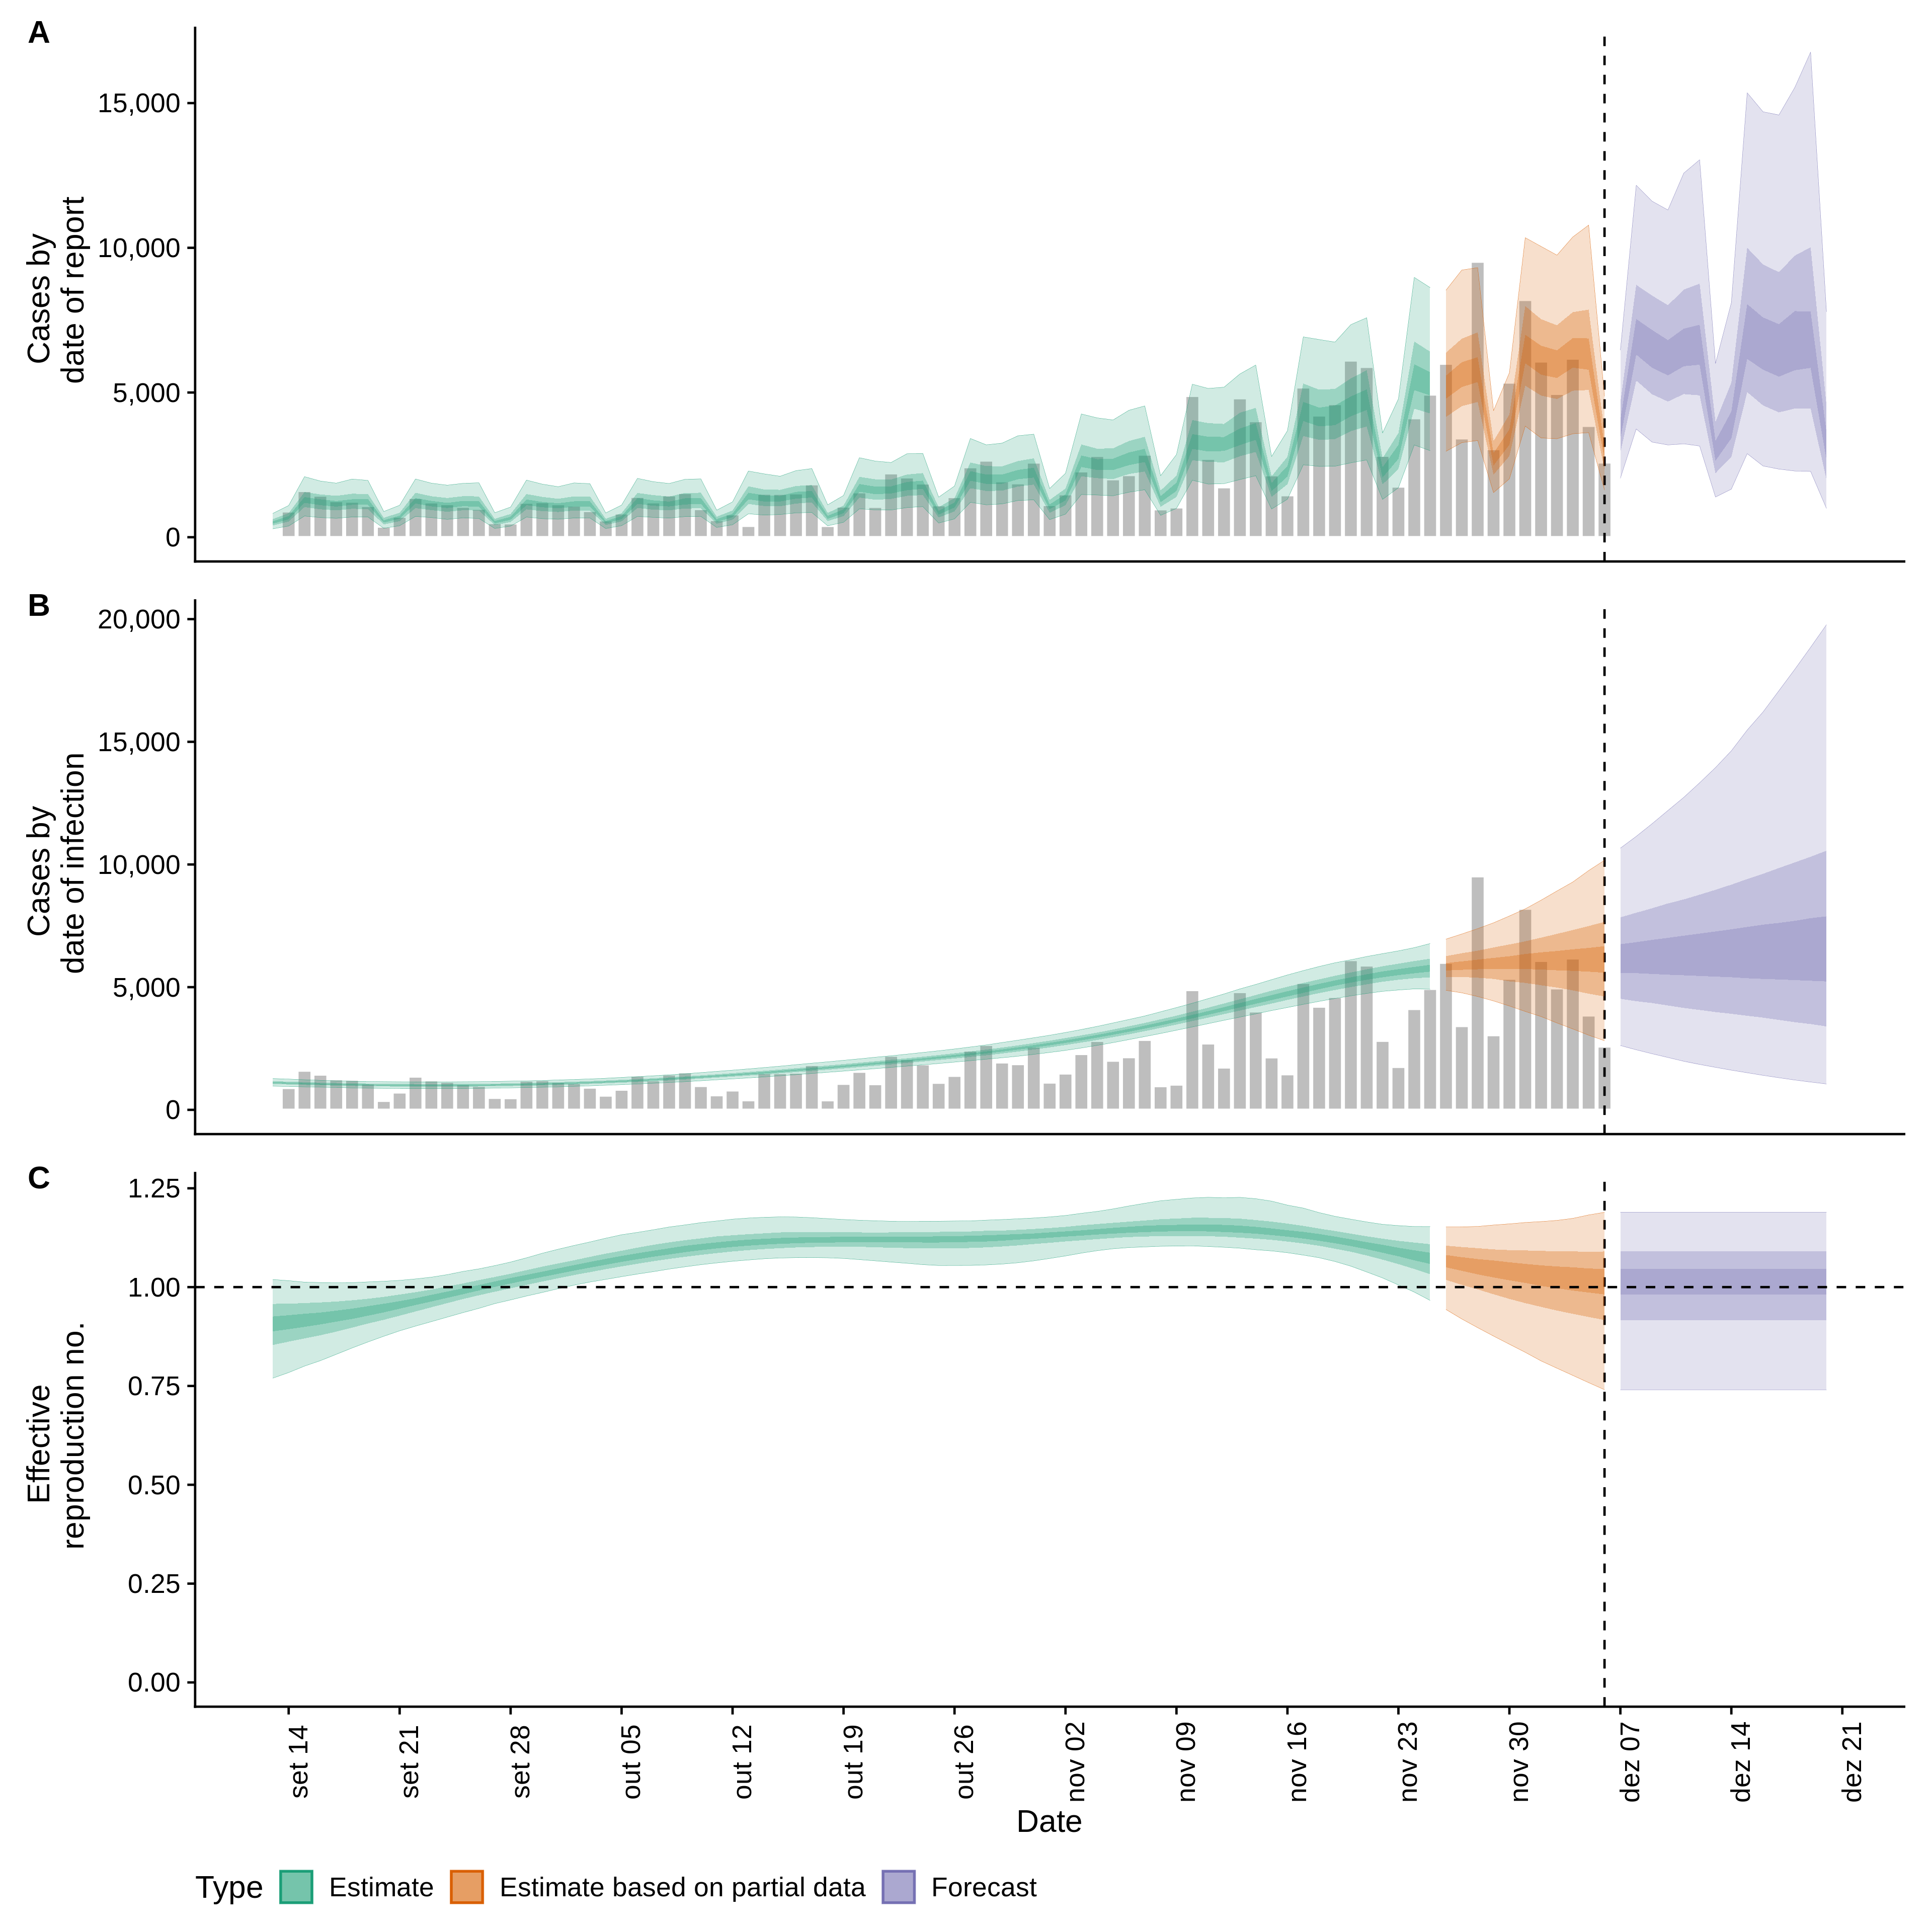 A
Cases by
date of report
15,000
10,000
5,000
0
B
Cases by
date of infection
20,000
15,000
10,000
5,000
0
C
Effective
reproduction no.
1.25
1.00
0.75
0.50
0.25
0.00
set 14
set 21
set 28
out 05
out 12
out 19
out 26
nov 02
nov 09
nov 16
nov 23
nov 30
dez 07
dez 14
dez 21
Date
Type Estimate Estimate based on partial data Forecast